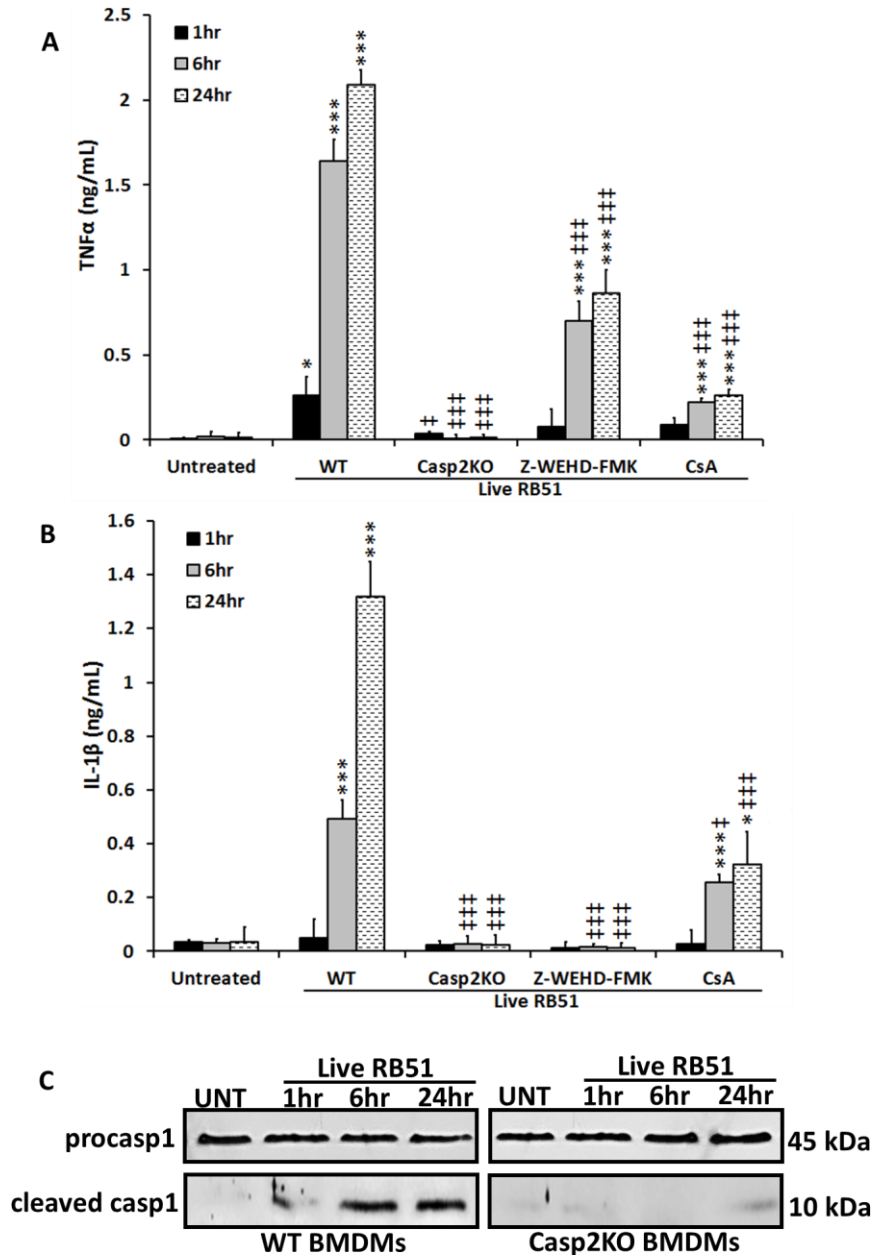 A
2.5
2
1.5
1
0.5
0
TNFα (ng/mL)
1hr
6hr
24hr
*
***
***
‡
‡‡‡
‡‡‡
***‡‡‡
***‡‡‡
***‡‡‡
***‡‡‡
Untreated WT Casp2KO Z-WEHD-FMK CsA
Live RB51
B
1.6
1.4
1.2
1
0.8
0.6
0.4
0.2
0
IL-1β (ng/mL)
1hr
6hr
24hr
***
***
‡‡‡
‡‡‡
‡‡‡
‡‡‡
***‡
*‡‡‡
Untreated WT Casp2KO Z-WEHD-FMK CsA
Live RB51
C
Live RB51 Live RB51
UNT 1hr 6hr 24hr UNT 1hr 6hr 24hr
procasp1 45 kDa
cleaved casp1 10 kDa
WT BMDMs Casp2KO BMDMs